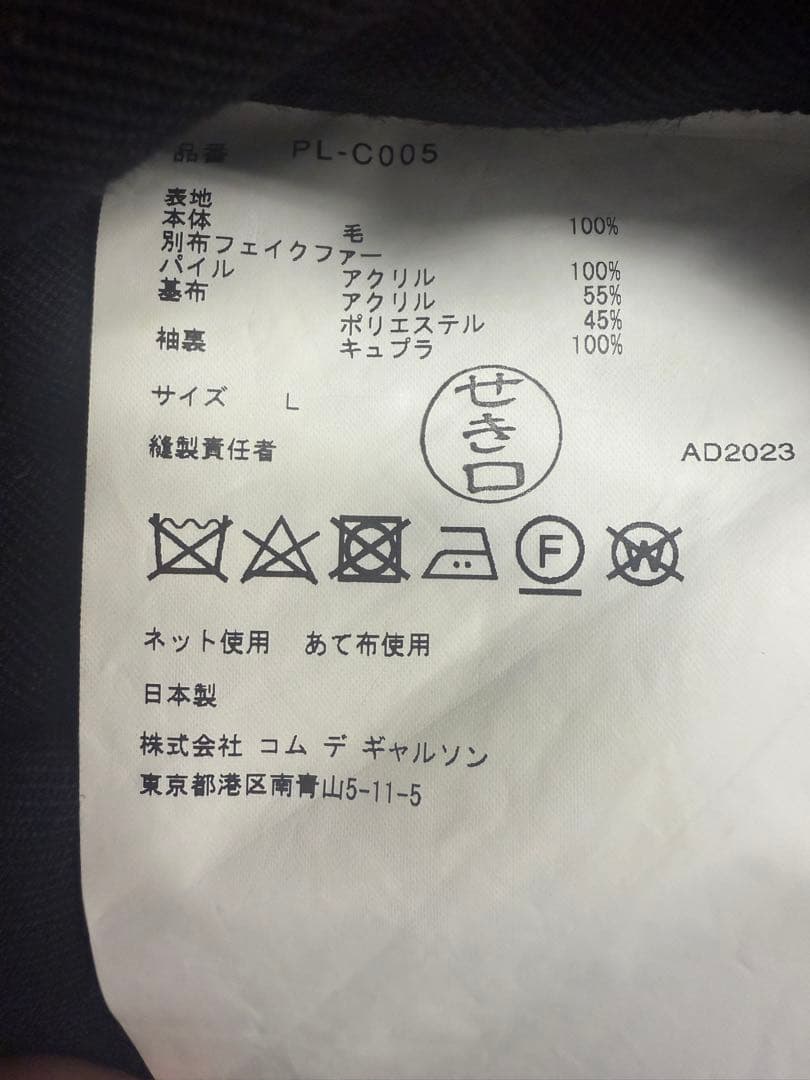 品番 PL-C005
表地
本体 毛 100%
別布フェイクファー
パイル アクリル 100%
基布 アクリル 55%
ポリエステル 45%
袖裏 キュプラ 100%
サイズ L
縫製責任者 せき口 AD2023
F W
ネット使用 あて布使用
日本製
株式会社 コム デ ギャルソン
東京都港区南青山5-11-5